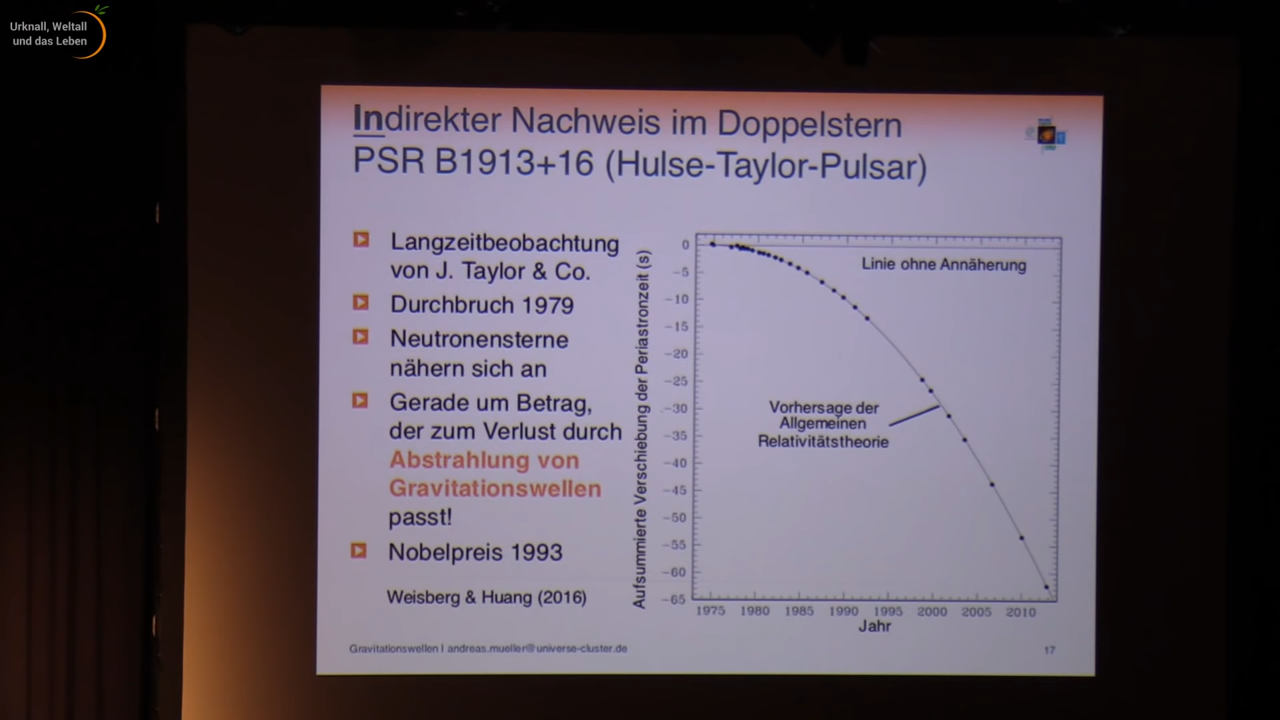 Urknall, Weltall
und das Leben
Indirekter Nachweis im Doppelstern
PSR B1913+16 (Hulse-Taylor-Pulsar)
Langzeitbeobachtung
von J. Taylor & Co.
Durchbruch 1979
Neutronensterne
nähern sich an
Gerade um Betrag,
der zum Verlust durch
Abstrahlung von
Gravitationswellen
passt!
Nobelpreis 1993
Weisberg & Huang (2016)
Aufsummierte Verschiebung der Periastronzeit (s)
0
-5
-10
-15
-20
-25
-30
-35
-40
-45
-50
-55
-60
-65
Linie ohne Annäherung
Vorhersage der
Allgemeinen
Relativitätstheorie
1975 1980 1985 1990 1995 2000 2005 2010
Jahr
Gravitationswellen | andreas.mueller@universe-cluster.de
17